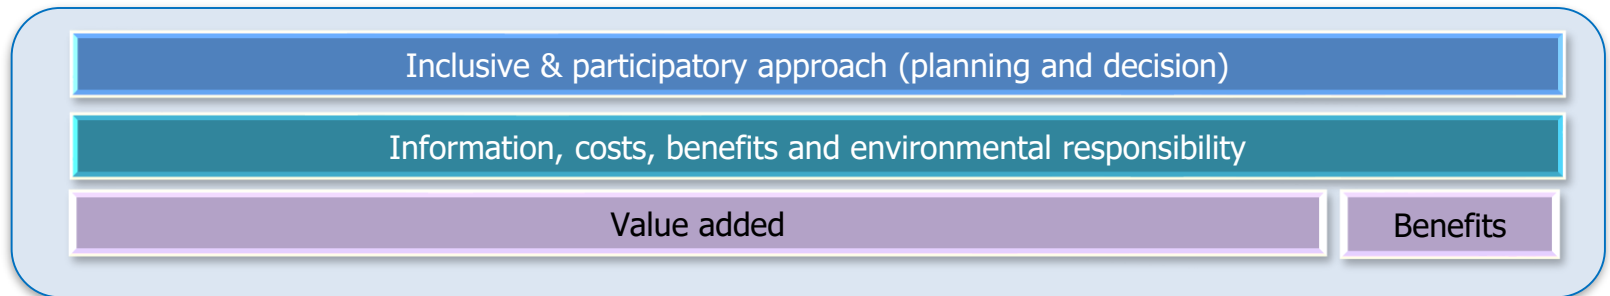 Inclusive & participatory approach (planning and decision)
Information, costs, benefits and environmental responsibility
Value added
Benefits